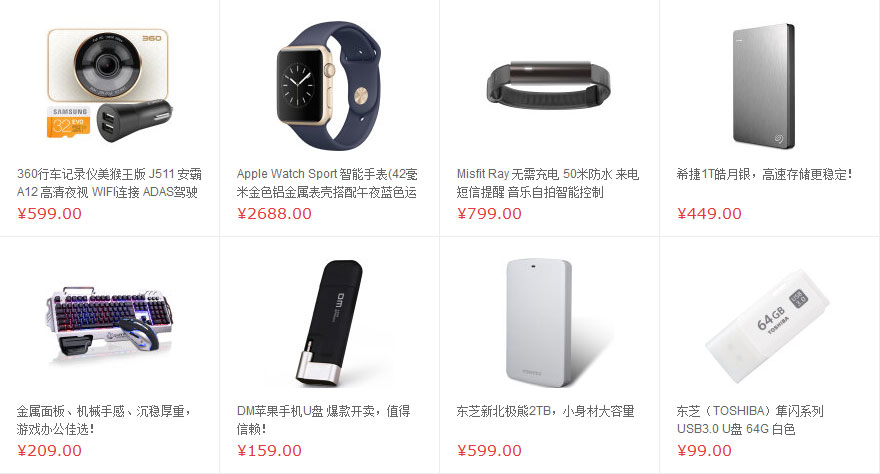 360
SAMSUNG
32 EVO
360行车记录仪美猴王版 J511 安霸
A12 高清夜视 WIFI连接 ADAS驾驶
¥599.00
Apple Watch Sport 智能手表(42毫
米金色铝金属表壳搭配午夜蓝色运
¥2688.00
Misfit Ray 无需充电 50米防水 来电
短信提醒 音乐自拍智能控制
¥799.00
希捷1T皓月银，高速存储更稳定！
¥449.00
DM
TOSHIBA
64GB
USB 3.0
TOSHIBA
金属面板、机械手感、沉稳厚重，
游戏办公佳选！
¥209.00
DM苹果手机U盘 爆款开卖，值得
信赖！
¥159.00
东芝新北极熊2TB，小身材大容量
¥599.00
东芝（TOSHIBA）隼闪系列
USB3.0 U盘 64G 白色
¥99.00